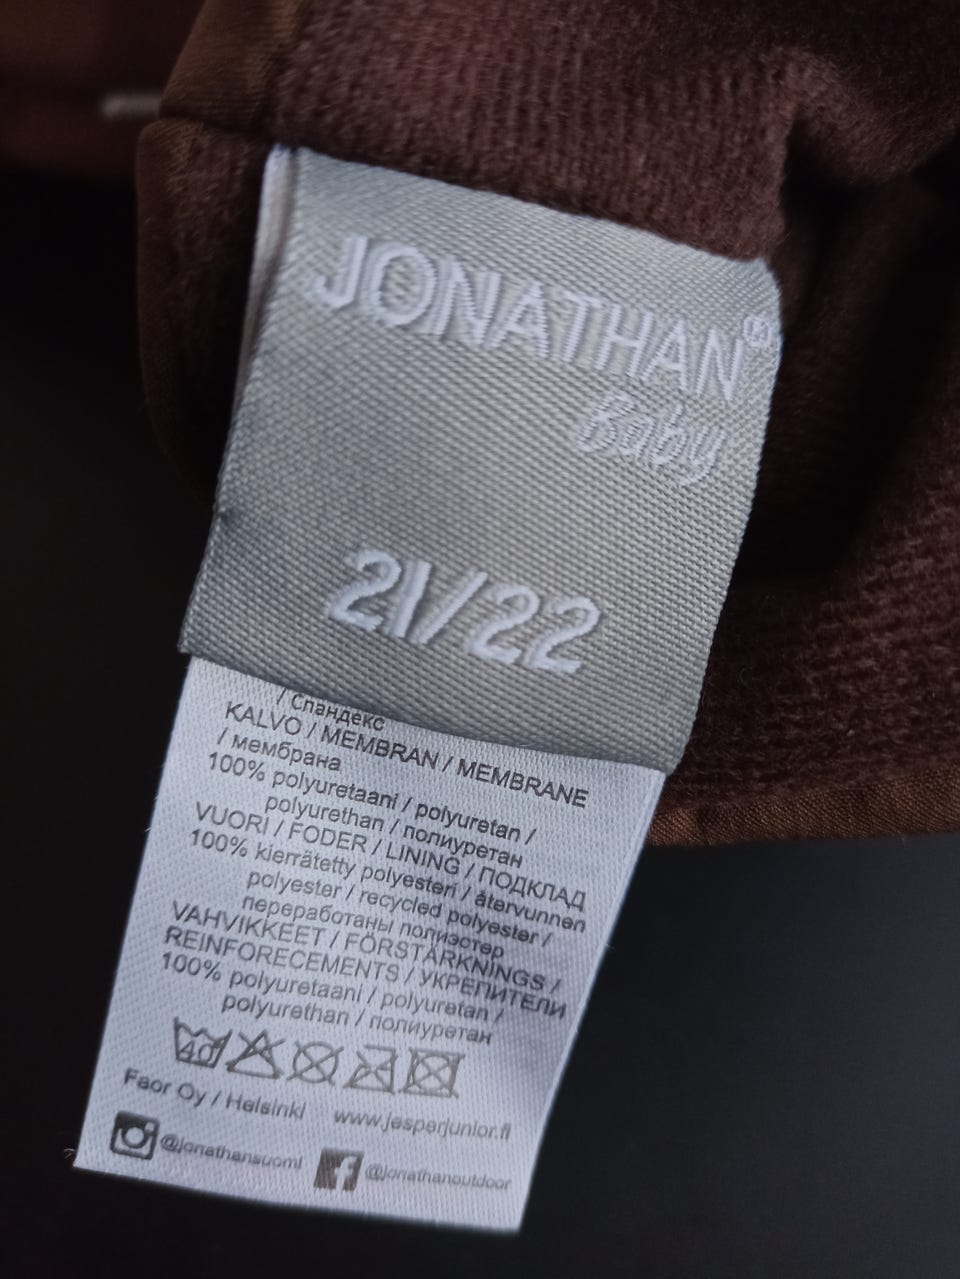 JONATHAN®
Baby
21/22
/ Спандекс
KALVO / MEMBRAN / MEMBRANE
/ мембрана
100% polyuretaani / polyuretan /
polyurethan / полиуретан
VUORI / FODER / LINING / ПОДКЛАД
100% kierrätetty polyesteri / återvunnen
polyester / recycled polyester /
переработаны полиэстер
VAHVIKKEET / FÖRSTÄRKNINGS /
REINFORECEMENTS / УКРЕПИТЕЛИ
100% polyuretaani / polyuretan /
polyurethan / полиуретан
40
Faor Oy / Helsinki www.jesperjunior.fi
@jonathansuomi @jonathanoutdoor